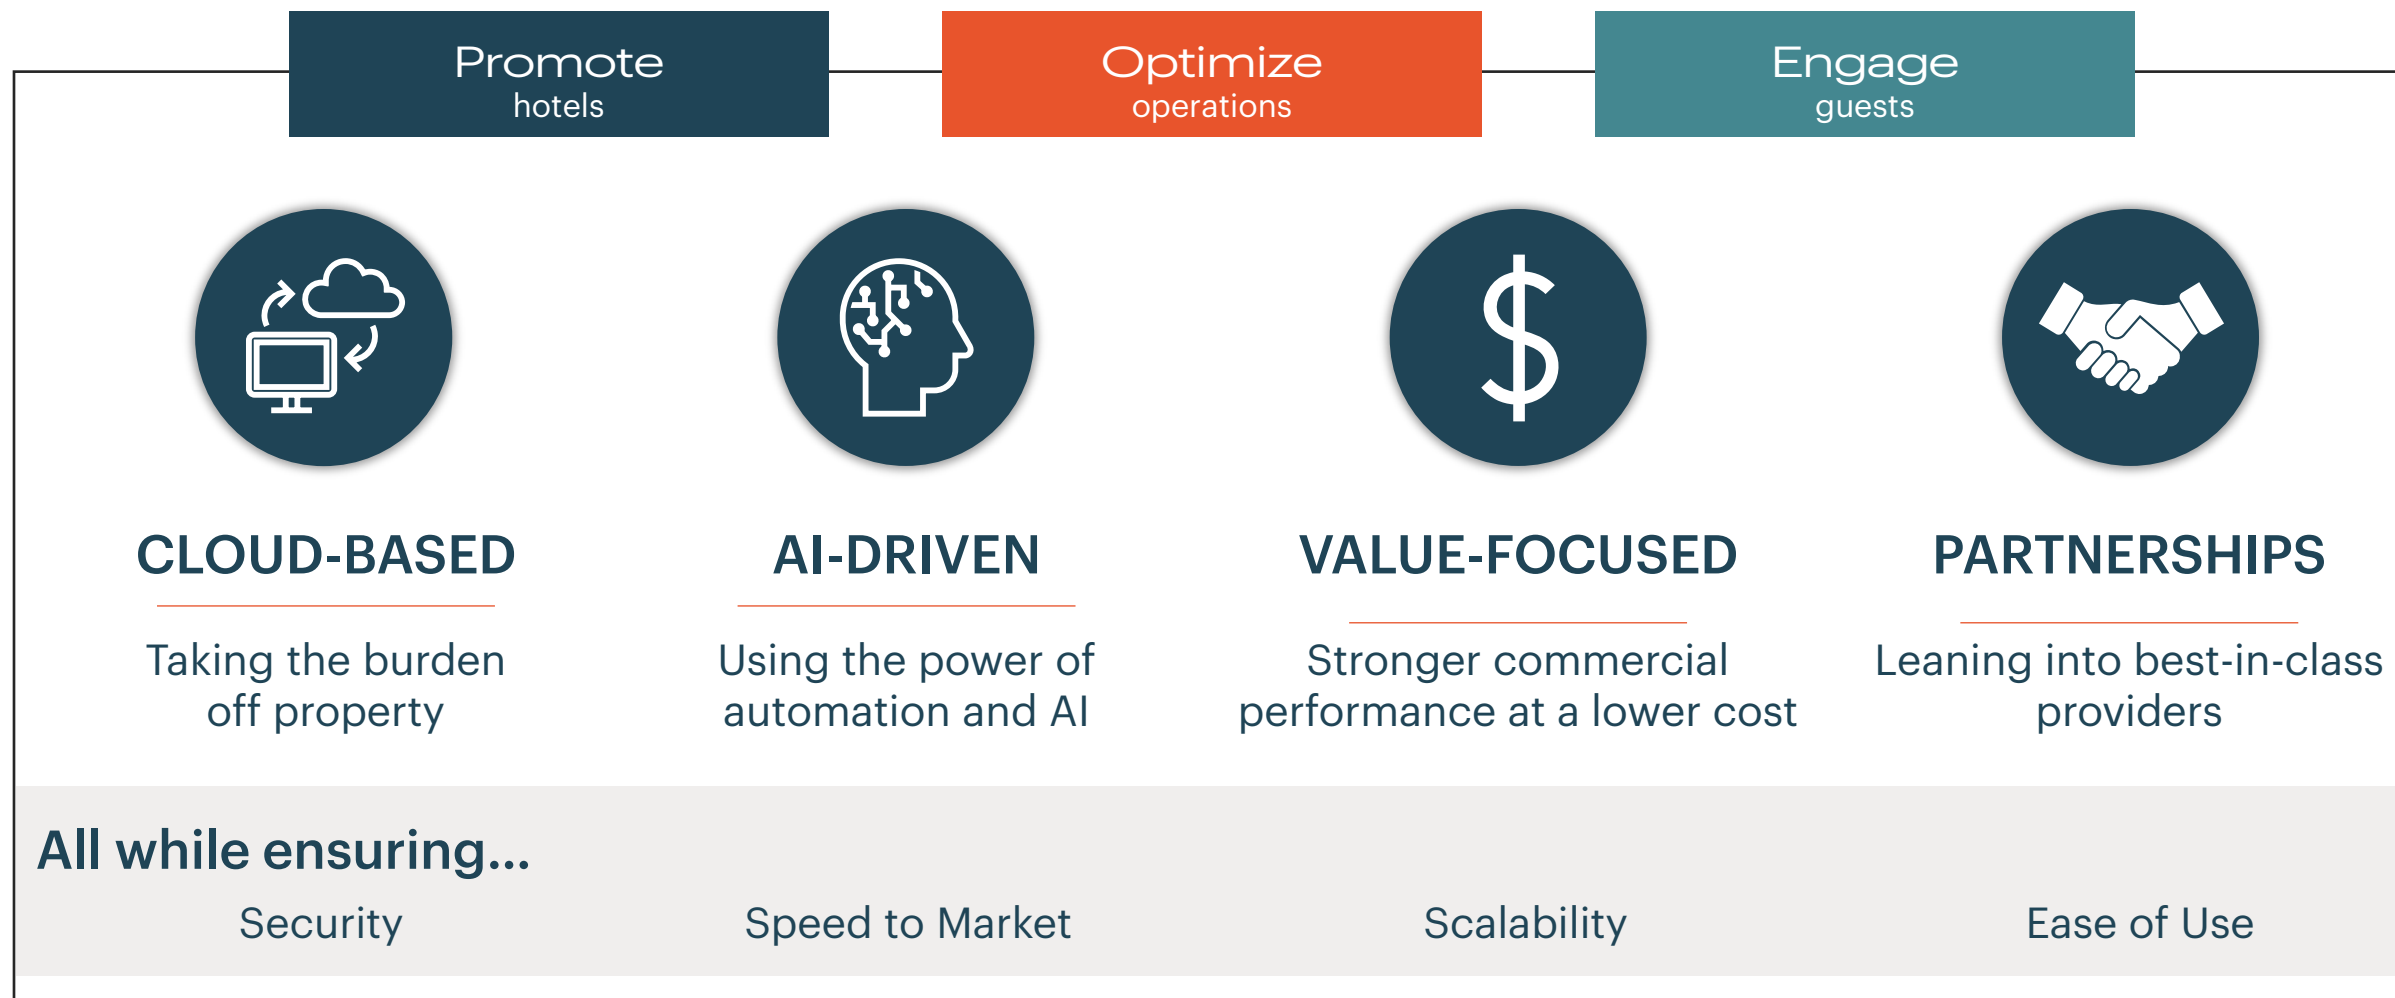 Promote
hotels
Optimize
operations
Engage
guests
CLOUD-BASED
Taking the burden
off property
AI-DRIVEN
Using the power of
automation and AI
VALUE-FOCUSED
Stronger commercial
performance at a lower cost
PARTNERSHIPS
Leaning into best-in-class
providers
All while ensuring...
Security
Speed to Market
Scalability
Ease of Use